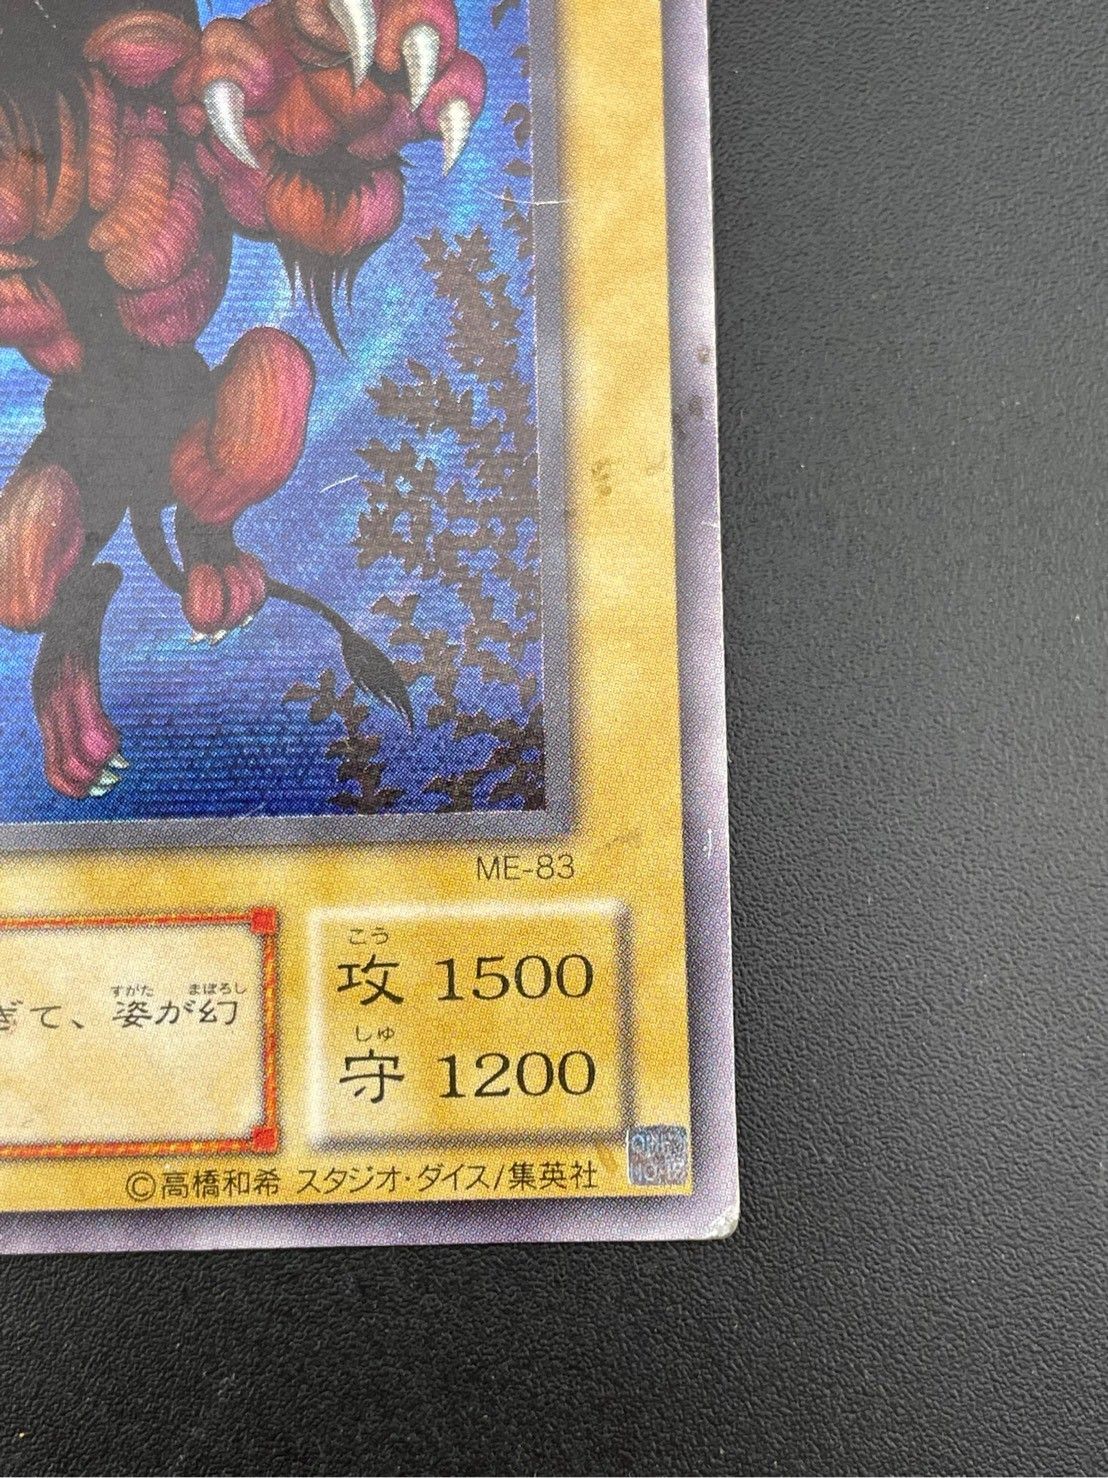 ME-83
こう
攻 1500
しゅ
守 1200
すがた まぼろし
ぎて、姿が幻
©高橋和希 スタジオ・ダイス/集英社